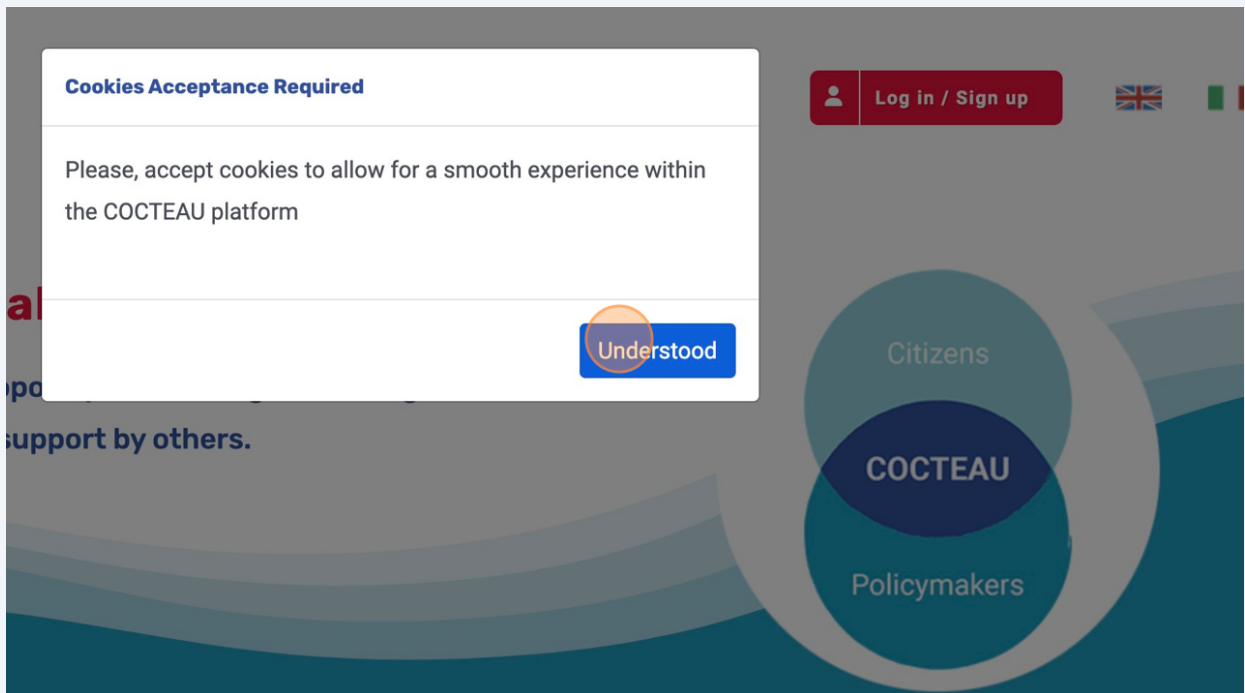 Cookies Acceptance Required
Log in / Sign up
Please, accept cookies to allow for a smooth experience within
the COCTEAU platform
Understood
support by others.
Citizens
COCTEAU
Policymakers